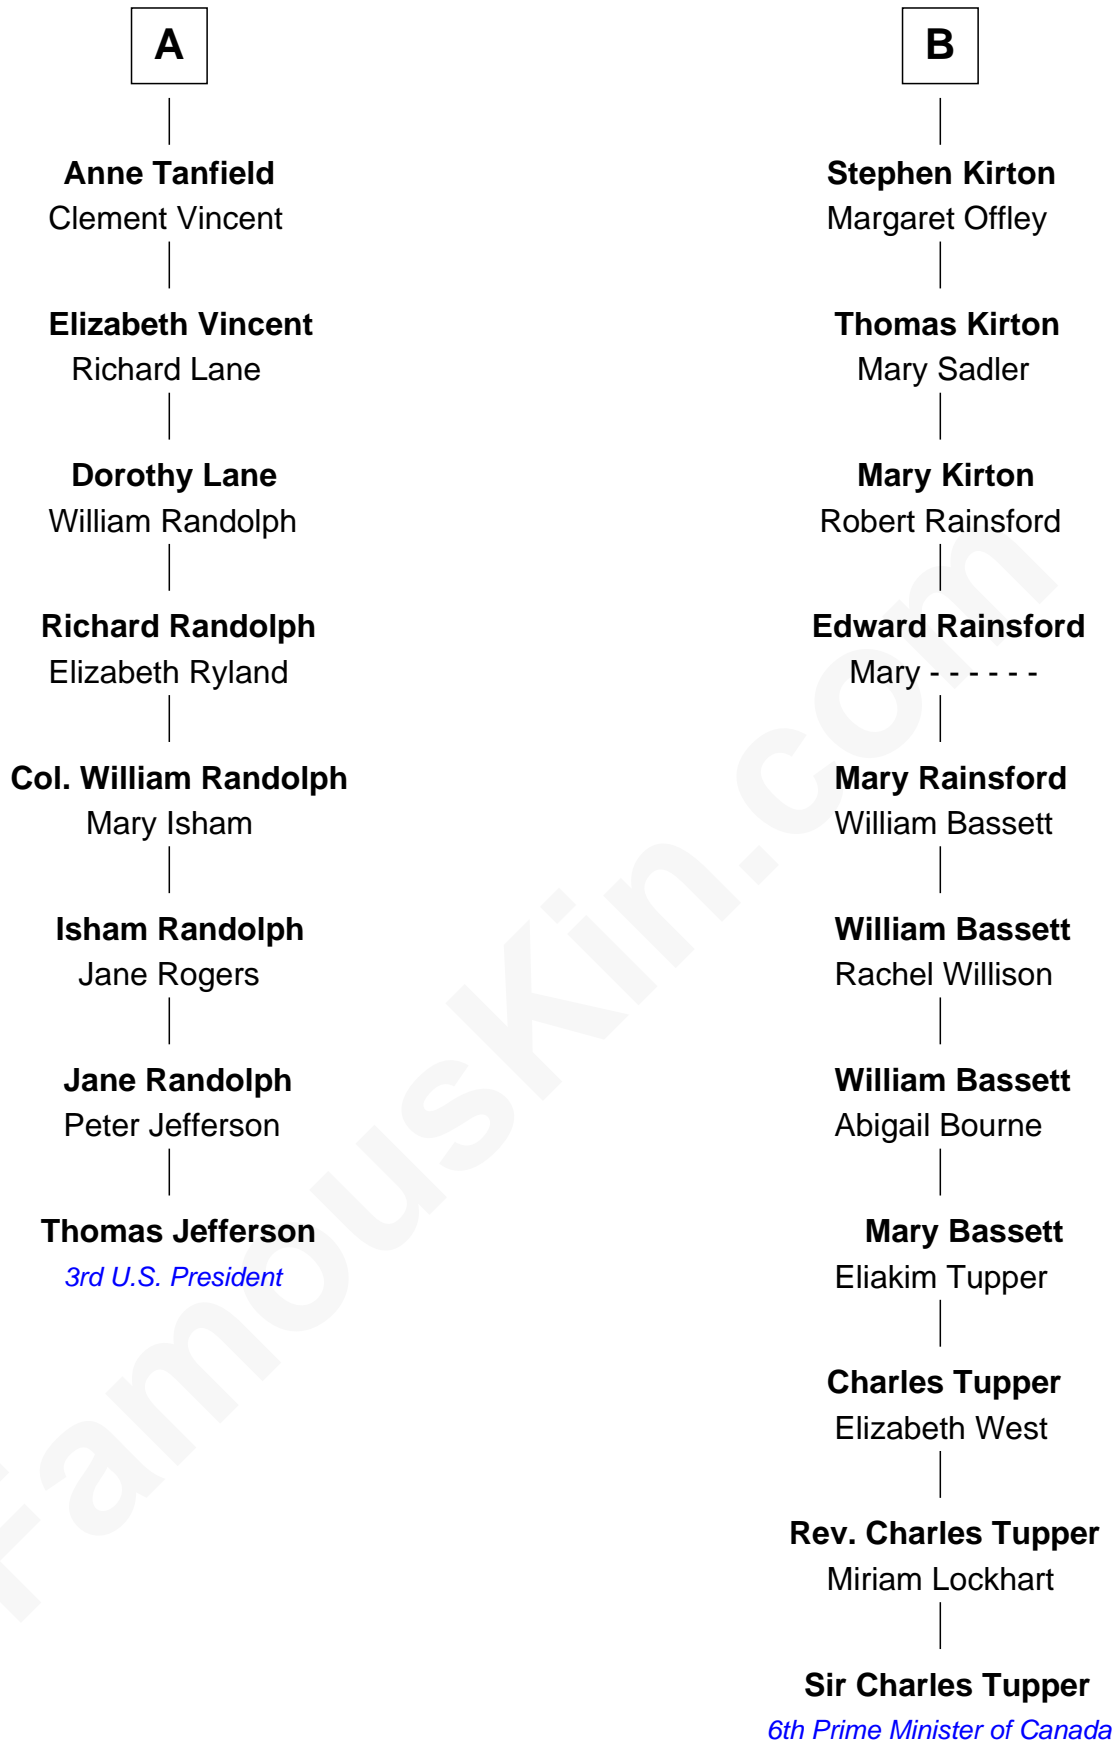 A
Anne Tanfield
Clement Vincent
Elizabeth Vincent
Richard Lane
Dorothy Lane
William Randolph
Richard Randolph
Elizabeth Ryland
Col. William Randolph
Mary Isham
Isham Randolph
Jane Rogers
Jane Randolph
Peter Jefferson
Thomas Jefferson
3rd U.S. President
B
Stephen Kirton
Margaret Offley
Thomas Kirton
Mary Sadler
Mary Kirton
Robert Rainsford
Edward Rainsford
Mary - - - - - -
Mary Rainsford
William Bassett
William Bassett
Rachel Willison
William Bassett
Abigail Bourne
Mary Bassett
Eliakim Tupper
Charles Tupper
Elizabeth West
Rev. Charles Tupper
Miriam Lockhart
Sir Charles Tupper
6th Prime Minister of Canada
FamousKin.com